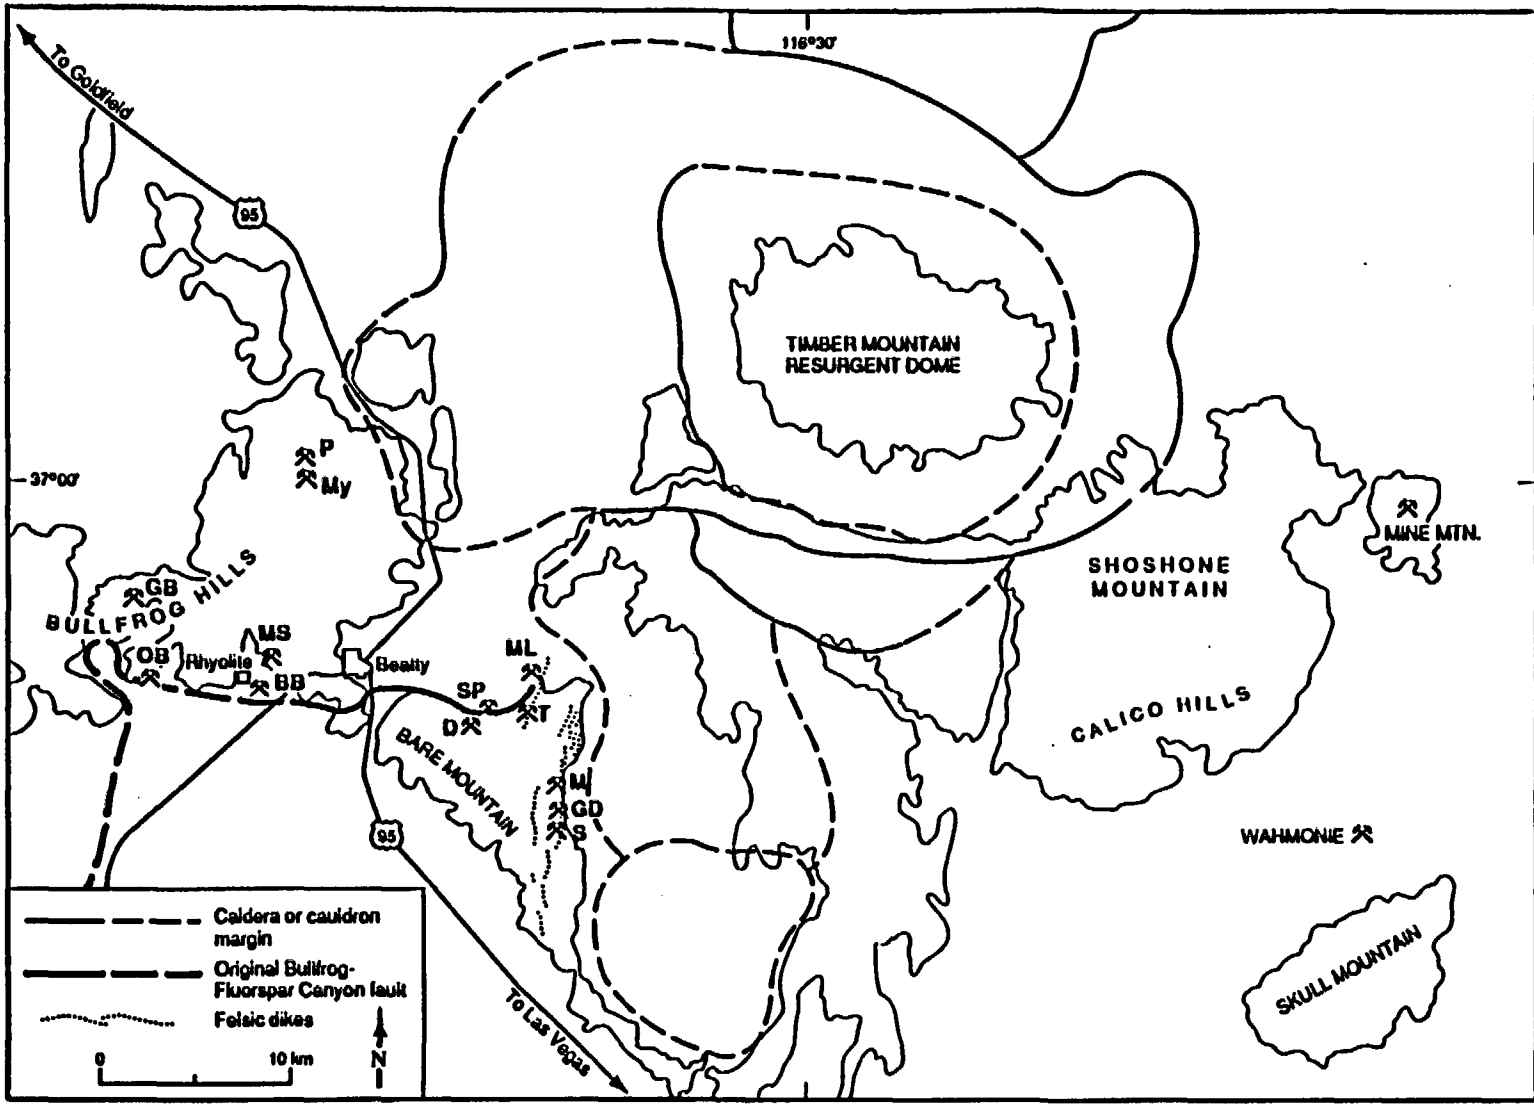 116°30'
To Goldfield
95
TIMBER MOUNTAIN
RESURGENT DOME
P
My
37°00'
MINE MTN.
SHOSHONE
MOUNTAIN
GB
BULLFROG HILLS
MS
OB
Rhyolite
BB
Beatty
ML
SP
T
D
BARE MOUNTAIN
CALICO HILLS
M
GD
S
95
WAHMONIE
SKULL MOUNTAIN
To Las Vegas
Caldera or cauldron
margin
Original Bullfrog-
Fluorspar Canyon fault
Felsic dikes
0 10 km
N